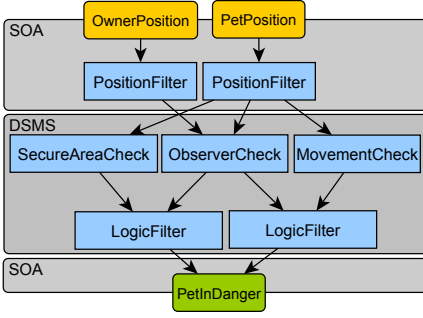 OwnerPosition PetPosition
SOA
PositionFilter PositionFilter
DSMS
SecureAreaCheck ObserverCheck MovementCheck
LogicFilter LogicFilter
SOA
PetInDanger